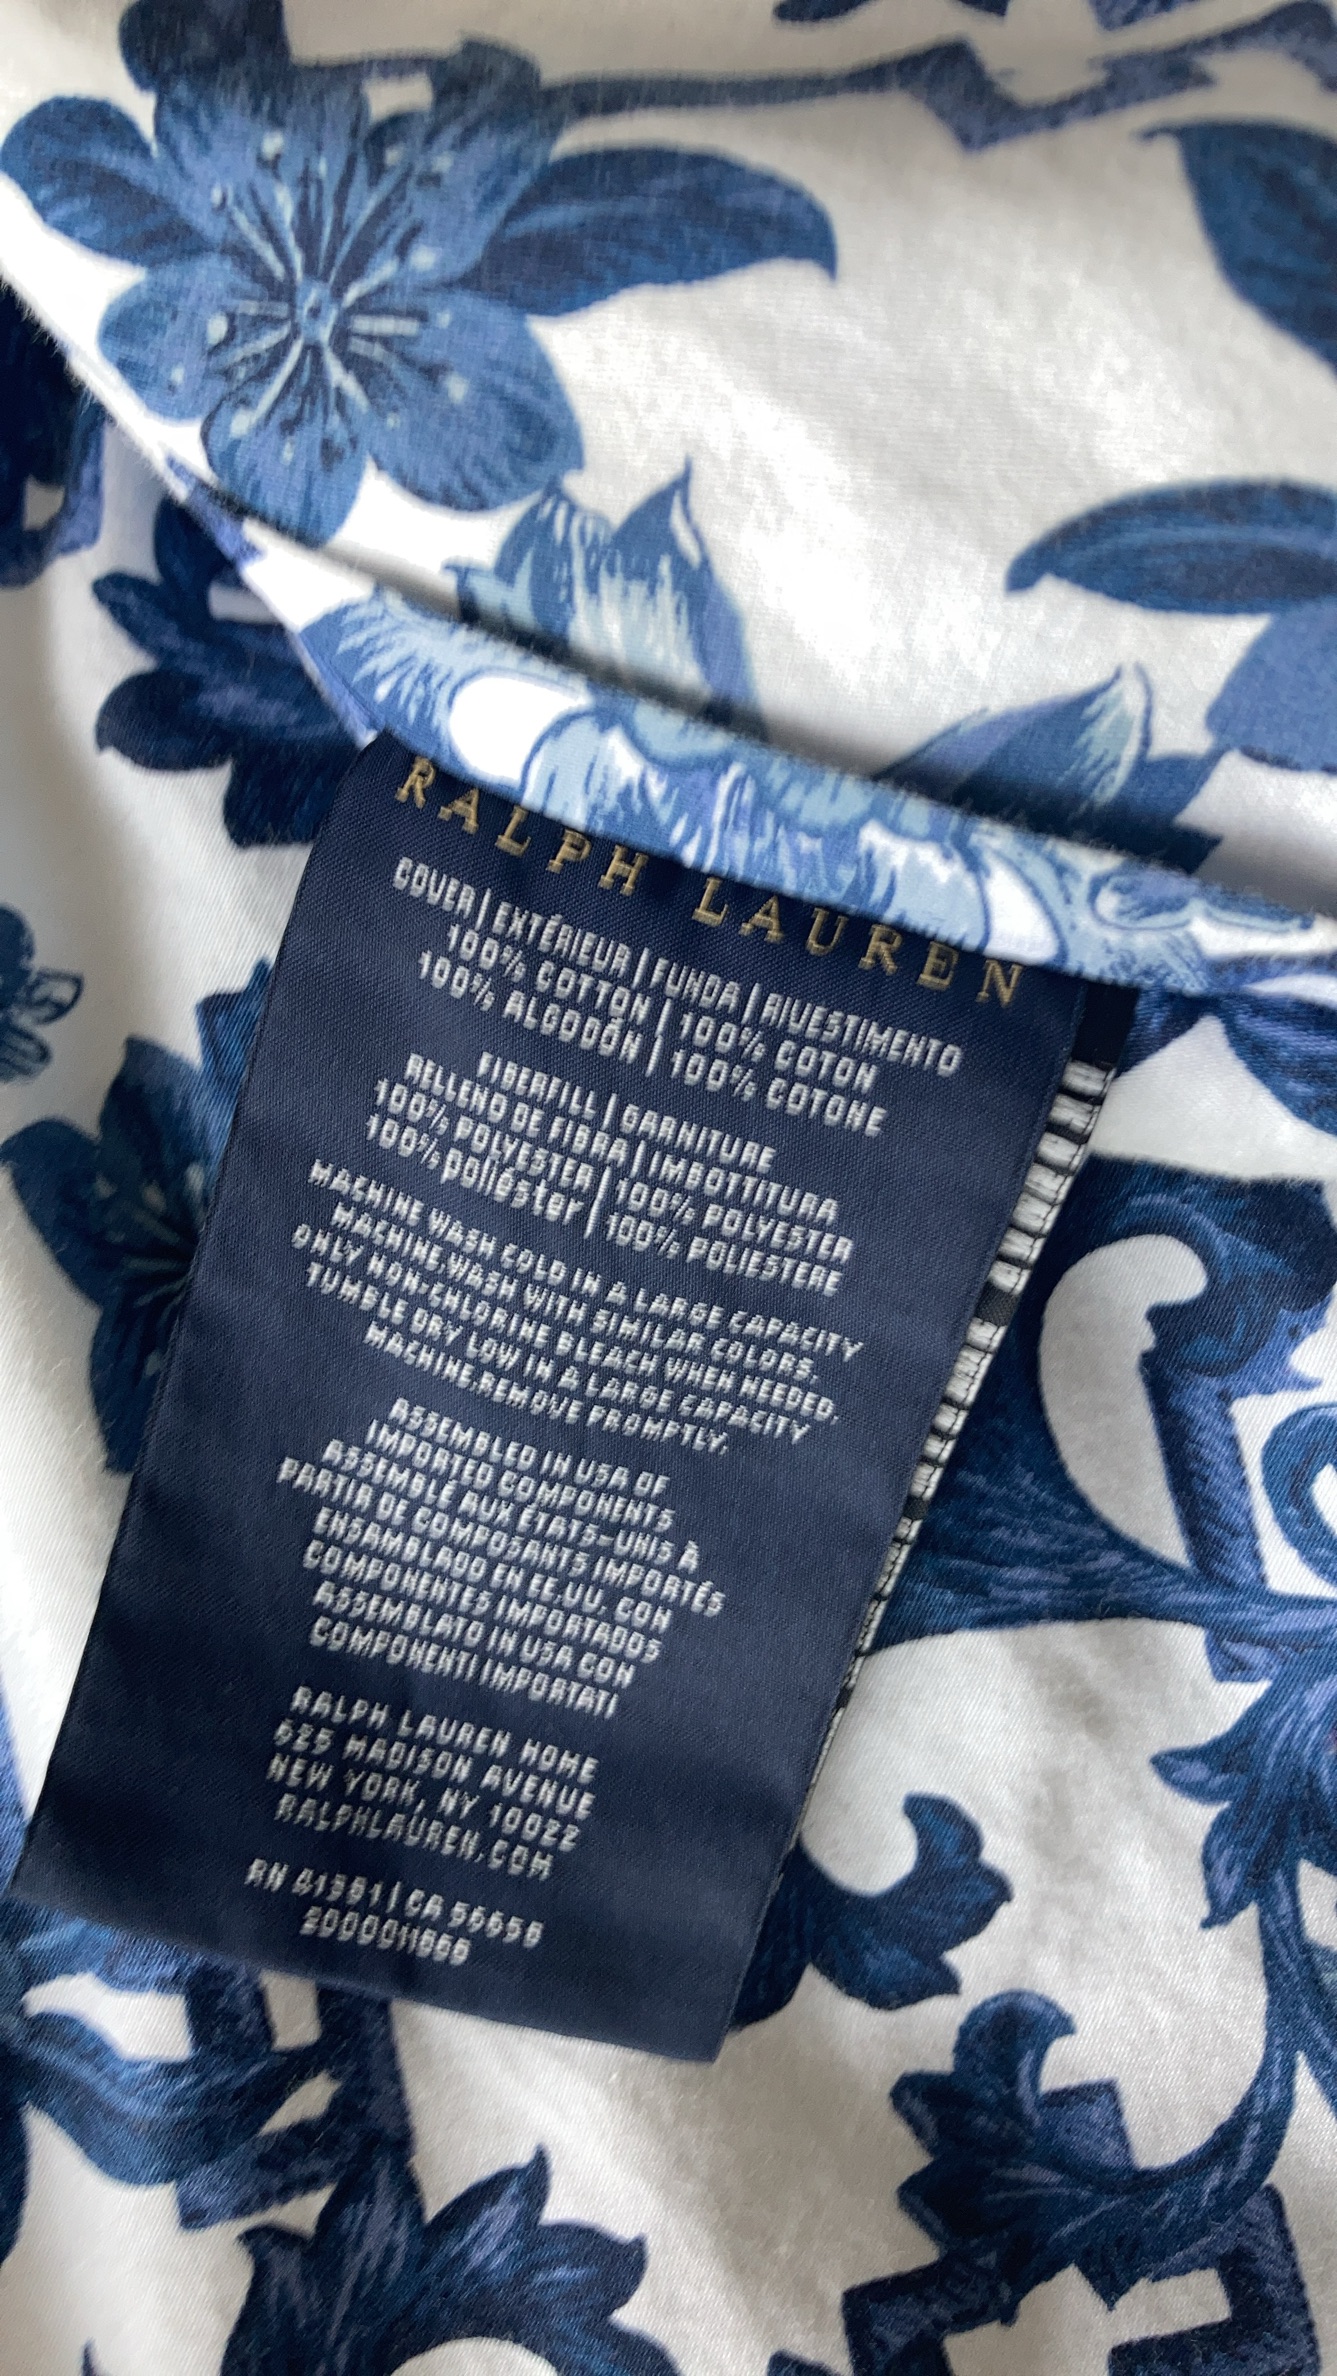 RALPH LAUREN
COVER | EXTÉRIEUR | FUNDA | RIVESTIMENTO
100% COTTON | 100% COTON
100% ALGODÓN | 100% COTONE
FIBERFILL | GARNITURE
RELLENO DE FIBRA | IMBOTTITURA
100% POLYESTER | 100% POLYESTER
100% poliéster | 100% POLIESTERE
MACHINE WASH COLD IN A LARGE CAPACITY
MACHINE.WASH WITH SIMILAR COLORS.
ONLY NON-CHLORINE BLEACH WHEN NEEDED.
TUMBLE DRY LOW IN A LARGE CAPACITY
MACHINE.REMOVE PROMPTLY.
ASSEMBLED IN USA OF
IMPORTED COMPONENTS
ASSEMBLÉ AUX ÉTATS-UNIS À
PARTIR DE COMPOSANTS IMPORTÉS
ENSAMBLADO EN EE.UU. CON
COMPONENTES IMPORTADOS
ASSEMBLATO IN USA CON
COMPONENTI IMPORTATI
RALPH LAUREN HOME
625 MADISON AVENUE
NEW YORK, NY 10022
RALPHLAUREN.COM
RN 41381 | CA 56656